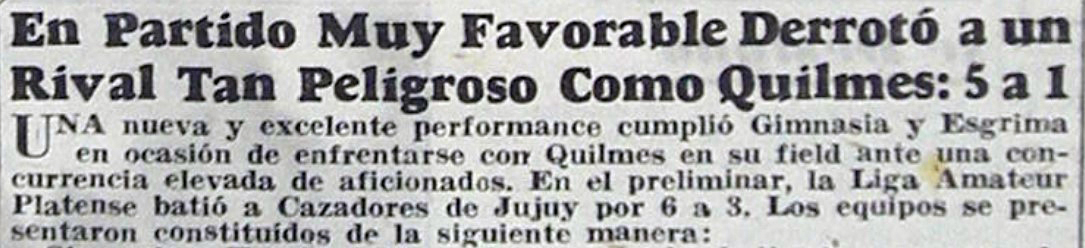 En Partido Muy Favorable Derrotó a un
Rival Tan Peligroso Como Quilmes: 5 a 1
UNA nueva y excelente performance cumplió Gimnasia y Esgrima
en ocasión de enfrentarse con Quilmes en su field ante una con-
currencia elevada de aficionados. En el preliminar, la Liga Amateur
Platense batió a Cazadores de Jujuy por 6 a 3. Los equipos se pre-
sentaron constituídos de la siguiente manera: